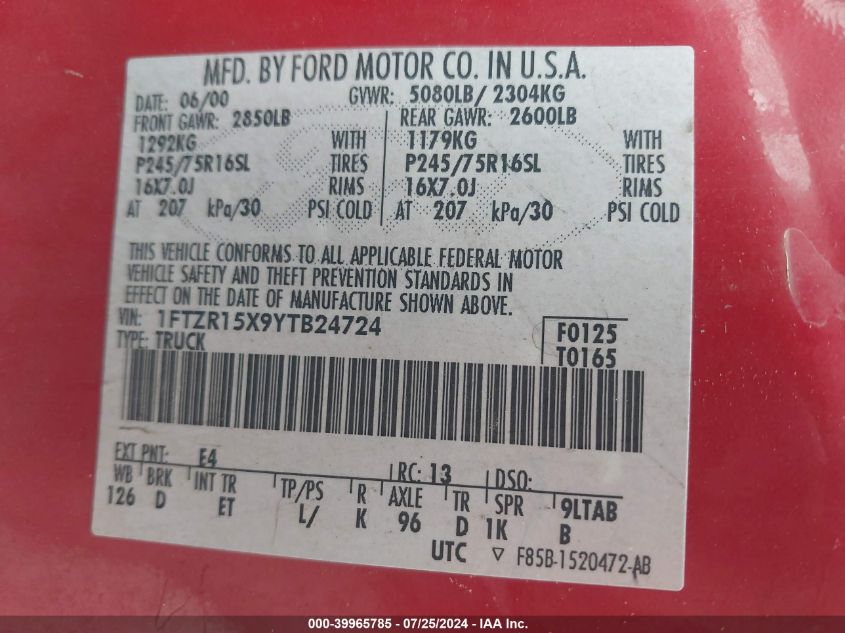 MFD. BY FORD MOTOR CO. IN U.S.A.
DATE: 06/00 GVWR: 5080LB/ 2304KG
FRONT GAWR: 2850LB REAR GAWR: 2600LB
1292KG WITH 1179KG WITH
P245/75R16SL TIRES P245/75R16SL TIRES
16X7.0J RIMS 16X7.0J RIMS
AT 207 kPa/30 PSI COLD AT 207 kPa/30 PSI COLD
THIS VEHICLE CONFORMS TO ALL APPLICABLE FEDERAL MOTOR
VEHICLE SAFETY AND THEFT PREVENTION STANDARDS IN
EFFECT ON THE DATE OF MANUFACTURE SHOWN ABOVE.
VIN: 1FTZR15X9YTB24724 F0125
TYPE: TRUCK T0165
EXT PNT: E4 RC: 13 DSO:
WB BRK INT TR TP/PS R AXLE TR SPR 9LTAB
126 D ET L/ K 96 D 1K B
UTC ▽ F85B-1520472-AB
000-39965785 - 07/25/2024 - IAAI.com